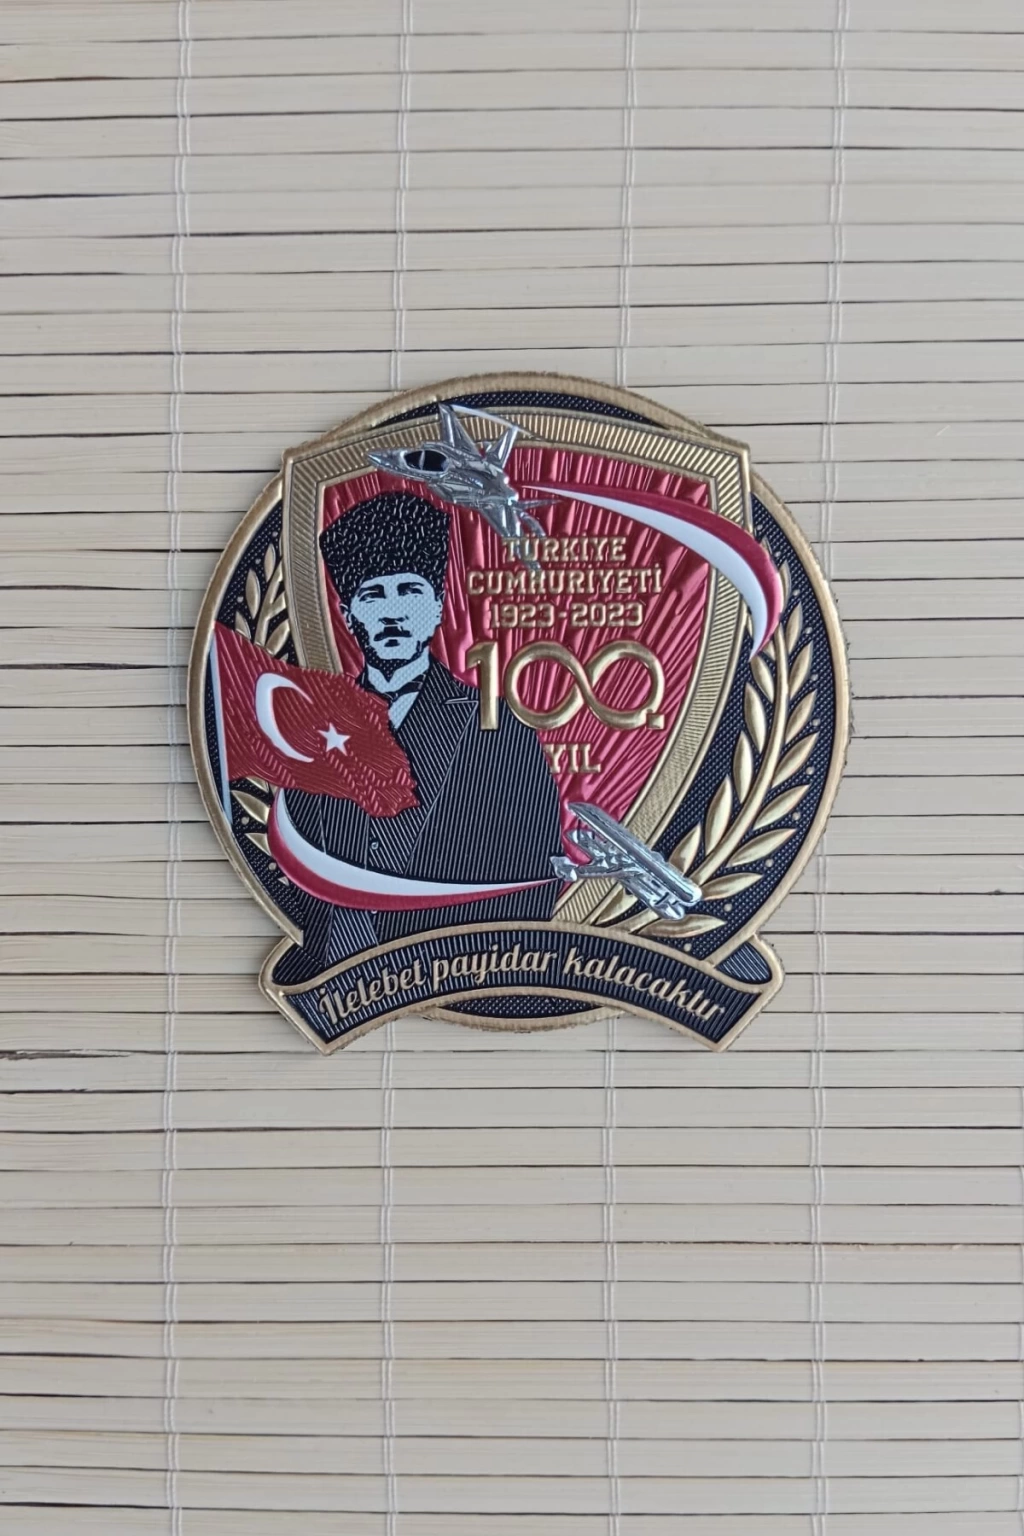 TÜRKİYE
CUMHURİYETİ
1923-2023
100.
YIL
İlelebet payidar kalacaktır